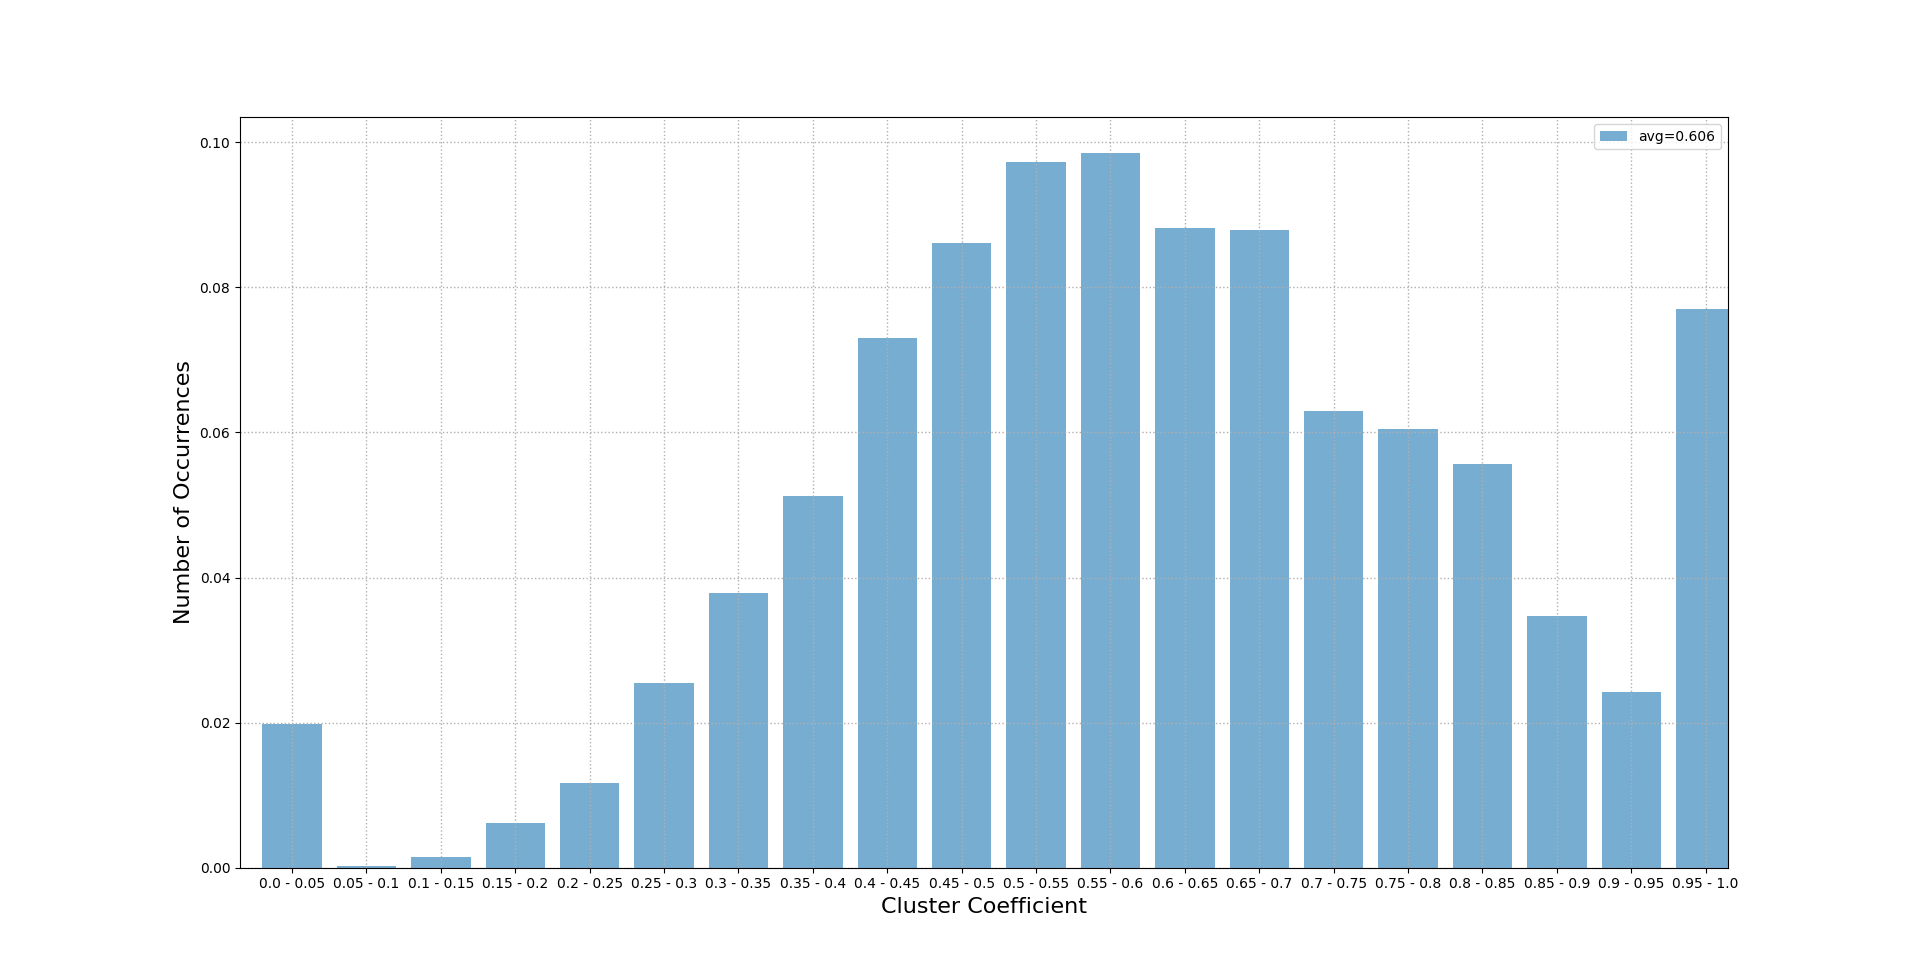 avg=0.606
0.10
0.08
0.06
0.04
0.02
0.00
Number of Occurrences
0.0 - 0.05 0.05 - 0.1 0.1 - 0.15 0.15 - 0.2 0.2 - 0.25 0.25 - 0.3 0.3 - 0.35 0.35 - 0.4 0.4 - 0.45 0.45 - 0.5 0.5 - 0.55 0.55 - 0.6 0.6 - 0.65 0.65 - 0.7 0.7 - 0.75 0.75 - 0.8 0.8 - 0.85 0.85 - 0.9 0.9 - 0.95 0.95 - 1.0
Cluster Coefficient